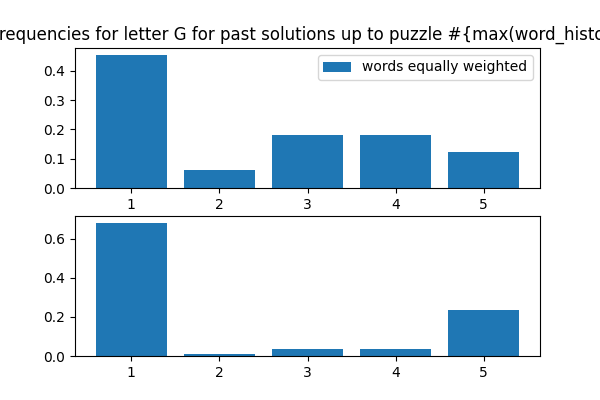 requencies for letter G for past solutions up to puzzle #{max(word_histo
words equally weighted
0.4
0.3
0.2
0.1
0.0
1 2 3 4 5
0.6
0.4
0.2
0.0
1 2 3 4 5